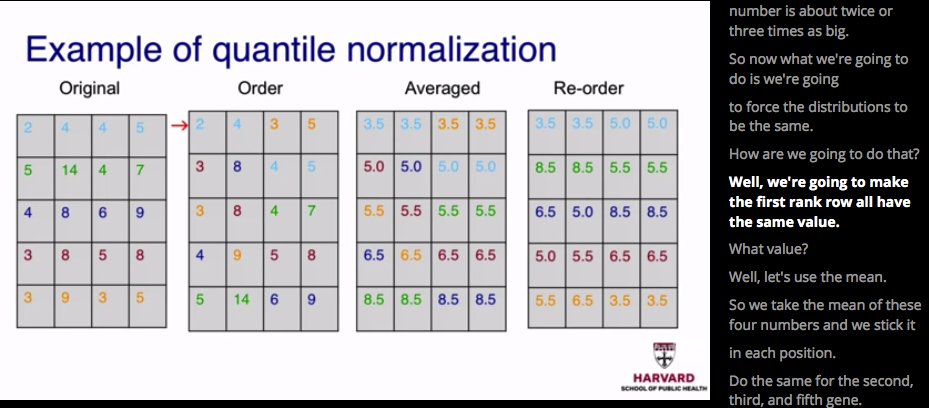 Example of quantile normalization
Original
2 4 4 5
5 14 4 7
4 8 6 9
3 8 5 8
3 9 3 5
Order
2 4 3 5
3 8 4 5
3 8 4 7
4 9 5 8
5 14 6 9
Averaged
3.5 3.5 3.5 3.5
5.0 5.0 5.0 5.0
5.5 5.5 5.5 5.5
6.5 6.5 6.5 6.5
8.5 8.5 8.5 8.5
Re-order
3.5 3.5 5.0 5.0
8.5 8.5 5.5 5.5
6.5 5.0 8.5 8.5
5.0 5.5 6.5 6.5
5.5 6.5 3.5 3.5
HARVARD
SCHOOL OF PUBLIC HEALTH
number is about twice or
three times as big.
So now what we're going to
do is we're going
to force the distributions to
be the same.
How are we going to do that?
Well, we're going to make
the first rank row all have
the same value.
What value?
Well, let's use the mean.
So we take the mean of these
four numbers and we stick it
in each position.
Do the same for the second,
third, and fifth gene.